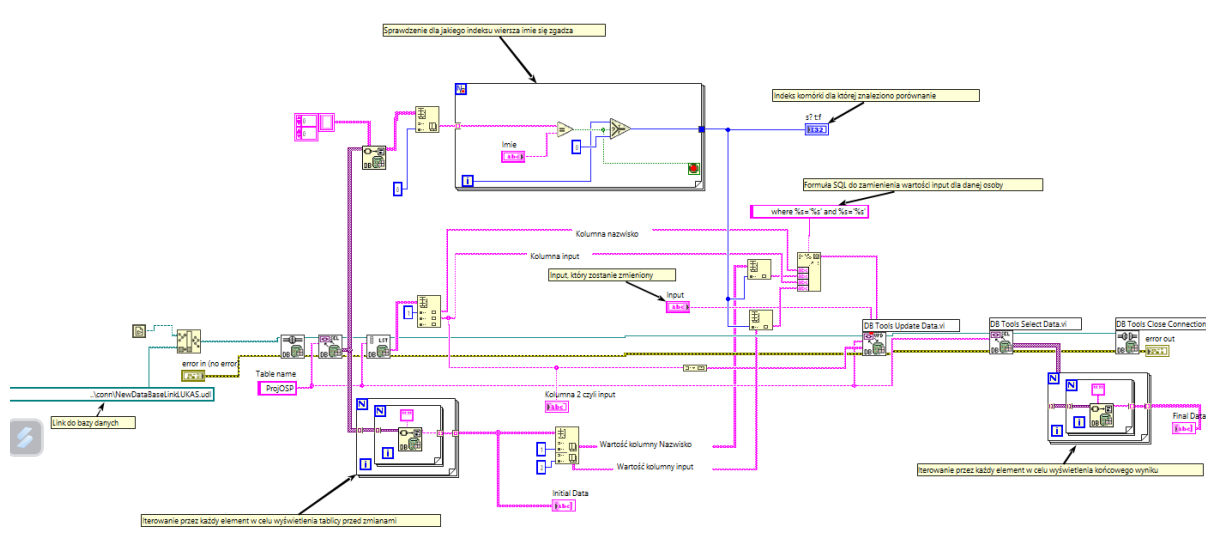 Sprawdzenie dla jakiego indeksu wiersza imie się zgadza
Indeks komórki dla której znaleziono porównanie
s? t:f
Imie
abc
i
Formuła SQL do zamienienia wartości input dla danej osoby
where %s='%s' and %s='%s'
Kolumna nazwisko
Kolumna input
Input, który zostanie zmieniony
Input
abc
DB Tools Update Data.vi
DB Tools Select Data.vi
DB Tools Close Connection
error in (no error)
error out
Table name
ProjOSP
..\conn\NewDataBaseLinkLUKAS.udl
Link do bazy danych
Kolumna 2 czyli input
abc
N
i
N
i
Wartość kolumny Nazwisko
Wartość kolumny input
Initial Data
abc
N
i
N
i
Final Data
abc
Iterowanie przez każdy element w celu wyświetlenia końcowego wyniku
Iterowanie przez każdy element w celu wyświetlenia tablicy przed zmianami